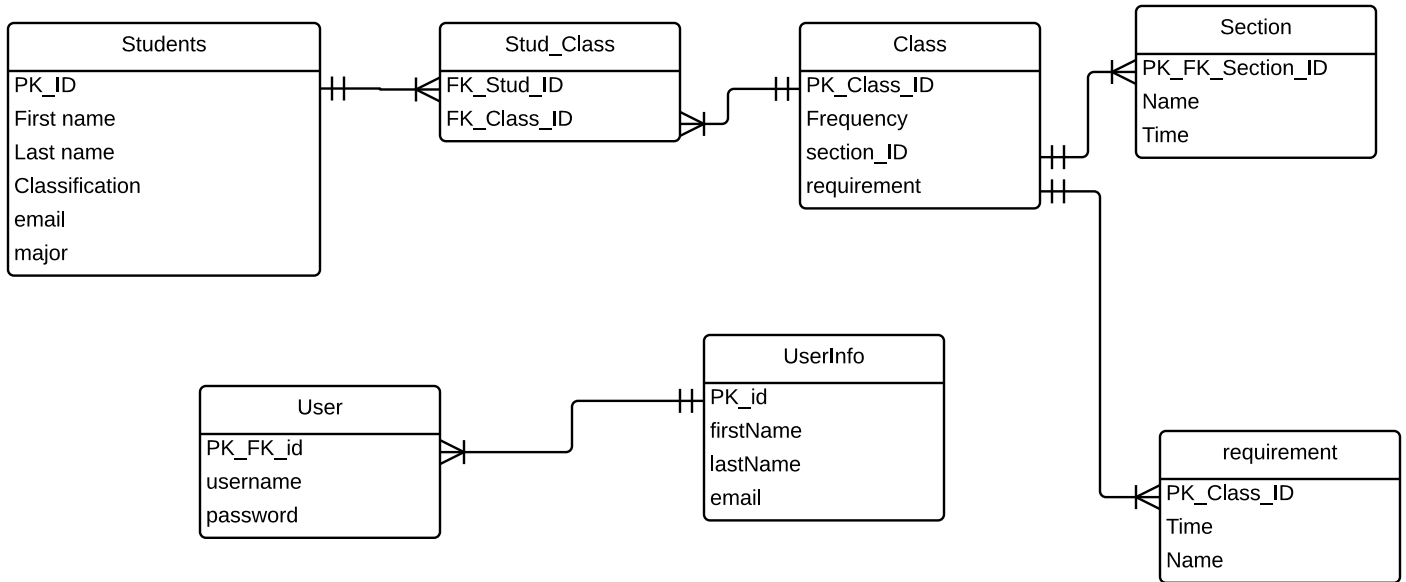 Students
PK_ID
First name
Last name
Classification
email
major
Stud_Class
FK_Stud_ID
FK_Class_ID
Class
PK_Class_ID
Frequency
section_ID
requirement
Section
PK_FK_Section_ID
Name
Time
User
PK_FK_id
username
password
UserInfo
PK_id
firstName
lastName
email
requirement
PK_Class_ID
Time
Name